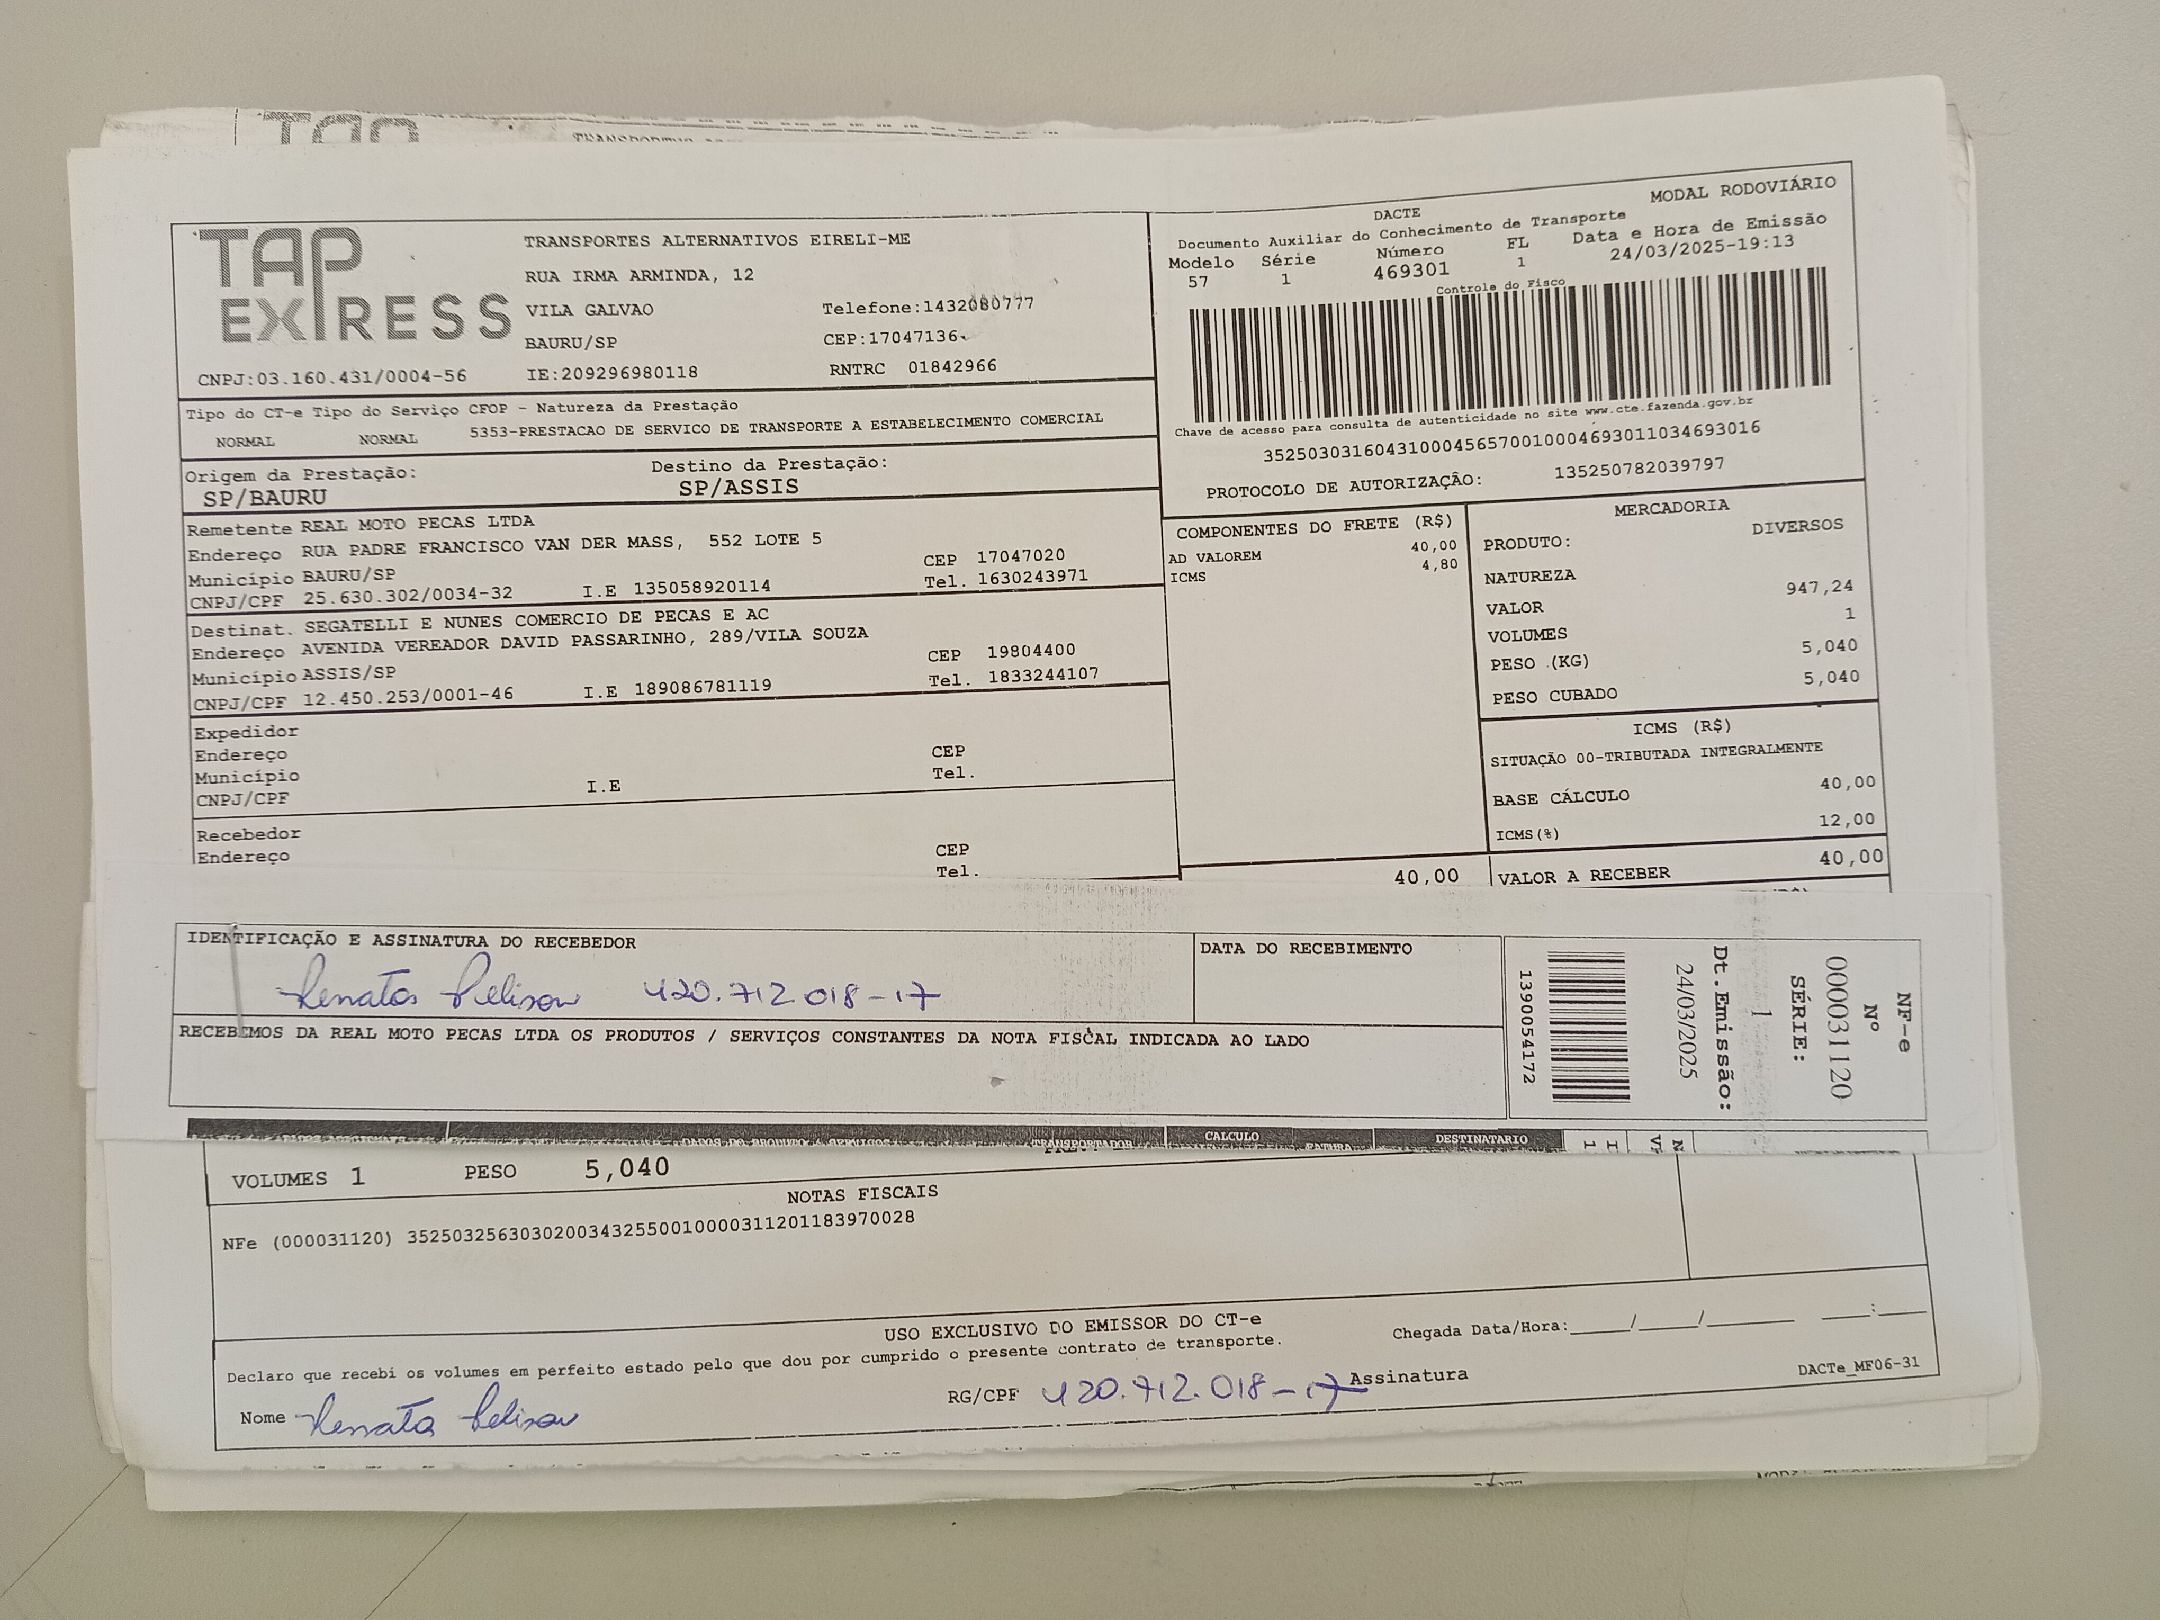 TAP
EXPRESS
TRANSPORTES ALTERNATIVOS EIRELI-ME
RUA IRMA ARMINDA, 12
VILA GALVAO Telefone:1432080777
BAURU/SP CEP:17047136
CNPJ:03.160.431/0004-56 IE:209296980118 RNTRC 01842966
MODAL RODOVIÁRIO
DACTE
Documento Auxiliar do Conhecimento de Transporte
Modelo Série Número FL Data e Hora de Emissão
57 1 469301 1 24/03/2025-19:13
Controle do Fisco
Chave de acesso para consulta de autenticidade no site www.cte.fazenda.gov.br
35250303160431000456570010004693011034693016
PROTOCOLO DE AUTORIZAÇÃO: 135250782039797
Tipo do CT-e Tipo do Serviço CFOP - Natureza da Prestação
NORMAL NORMAL 5353-PRESTACAO DE SERVICO DE TRANSPORTE A ESTABELECIMENTO COMERCIAL
Origem da Prestação: Destino da Prestação:
SP/BAURU SP/ASSIS
Remetente REAL MOTO PECAS LTDA
Endereço RUA PADRE FRANCISCO VAN DER MASS, 552 LOTE 5
Município BAURU/SP CEP 17047020
CNPJ/CPF 25.630.302/0034-32 I.E 135058920114 Tel. 1630243971
Destinat. SEGATELLI E NUNES COMERCIO DE PECAS E AC
Endereço AVENIDA VEREADOR DAVID PASSARINHO, 289/VILA SOUZA
Município ASSIS/SP CEP 19804400
CNPJ/CPF 12.450.253/0001-46 I.E 189086781119 Tel. 1833244107
Expedidor
Endereço
Município CEP
CNPJ/CPF I.E Tel.
Recebedor
Endereço CEP
Tel.
COMPONENTES DO FRETE (R$)
AD VALOREM 40,00
ICMS 4,80
40,00
MERCADORIA
PRODUTO: DIVERSOS
NATUREZA
VALOR 947,24
VOLUMES 1
PESO .(KG) 5,040
PESO CUBADO 5,040
ICMS (R$)
SITUAÇÃO 00-TRIBUTADA INTEGRALMENTE
BASE CÁLCULO 40,00
ICMS(%) 12,00
VALOR A RECEBER 40,00
IDENTIFICAÇÃO E ASSINATURA DO RECEBEDOR DATA DO RECEBIMENTO
Renata 420.712.018-17
RECEBEMOS DA REAL MOTO PECAS LTDA OS PRODUTOS / SERVIÇOS CONSTANTES DA NOTA FISCAL INDICADA AO LADO
NF-e
Nº
000031120
SÉRIE:
1
Dt.Emissão:
24/03/2025
1390054172
TRANSPORTADOR CALCULO FATURA DESTINATARIO
VOLUMES 1 PESO 5,040
NOTAS FISCAIS
NFe (000031120) 35250325630302003432550010000311201183970028
USO EXCLUSIVO DO EMISSOR DO CT-e
Declaro que recebi os volumes em perfeito estado pelo que dou por cumprido o presente contrato de transporte.
Chegada Data/Hora:____/____/______ ___:___
Nome Renata RG/CPF 420.712.018-17 Assinatura
DACTe_MF06-31